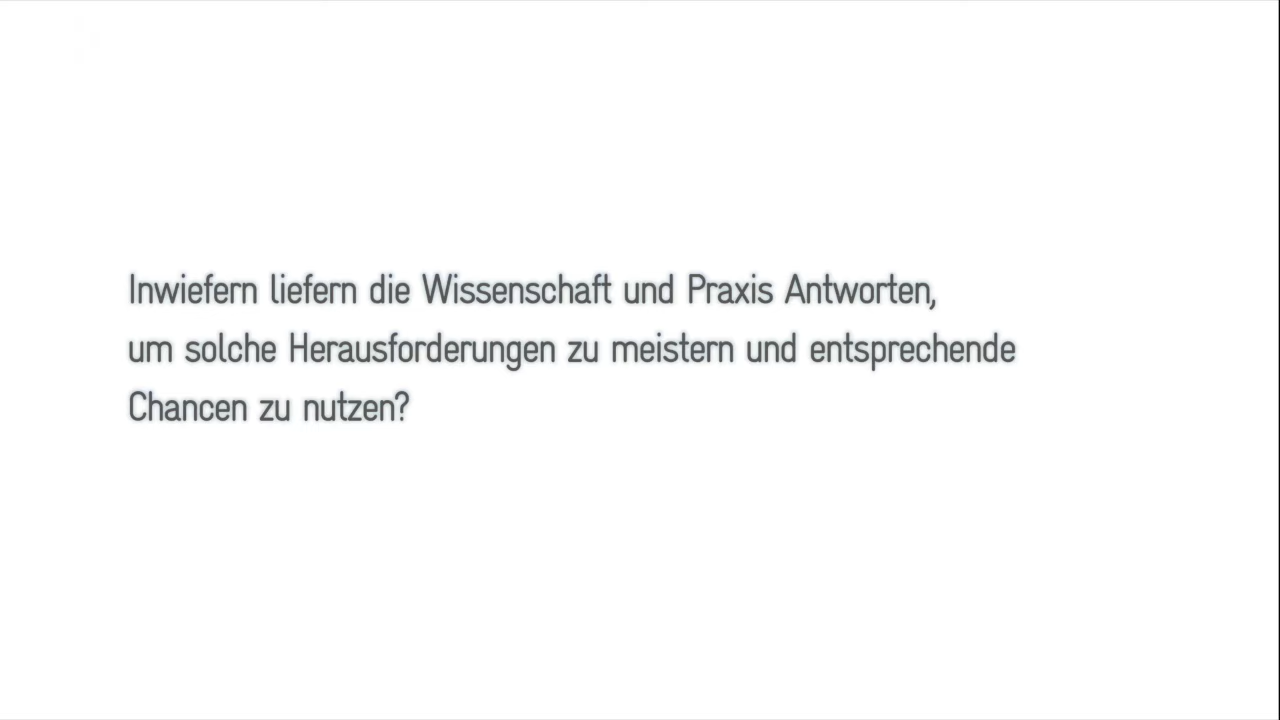 Inwiefern liefern die Wissenschaft und Praxis Antworten,
um solche Herausforderungen zu meistern und entsprechende
Chancen zu nutzen?